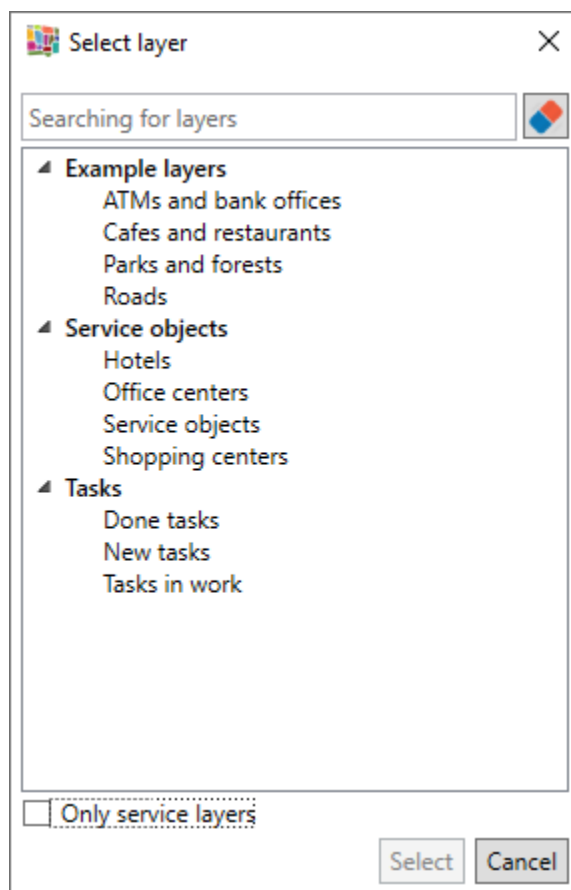 Select layer
Searching for layers
Example layers
ATMs and bank offices
Cafes and restaurants
Parks and forests
Roads
Service objects
Hotels
Office centers
Service objects
Shopping centers
Tasks
Done tasks
New tasks
Tasks in work
Only service layers
Select Cancel